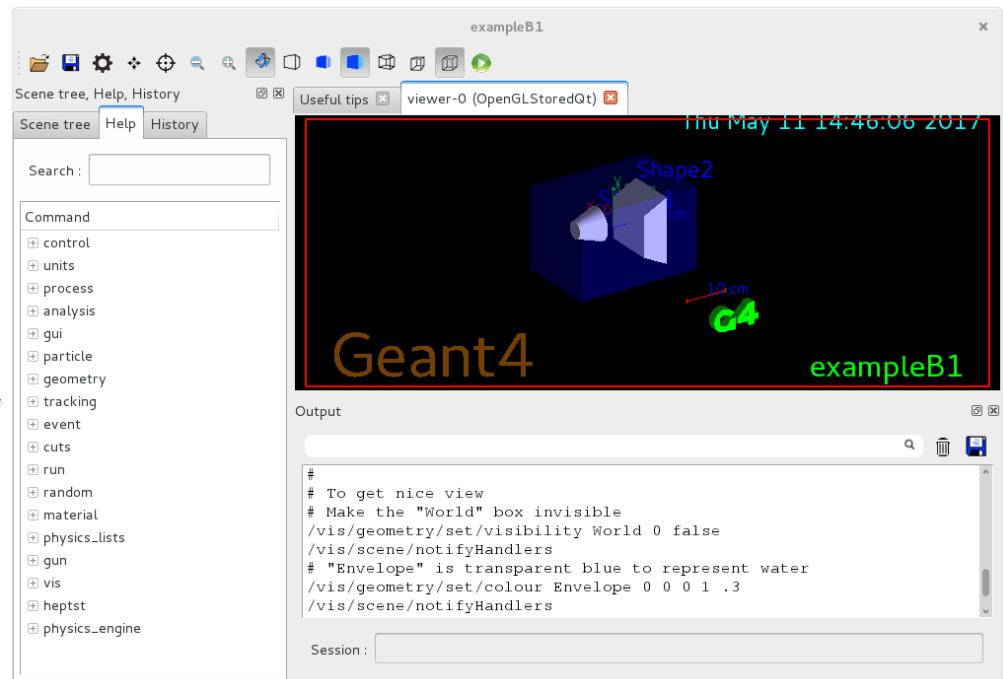 exampleB1
Scene tree, Help, History
Useful tips
viewer-0 (OpenGLStoredQt)
Scene tree
Help
History
Search :
Command
control
units
process
analysis
gui
particle
geometry
tracking
event
cuts
run
random
material
physics_lists
gun
vis
heptst
physics_engine
Thu May 11 14:46:06 2017
Shape2
y
10 cm
G4
Geant4
exampleB1
Output
#
# To get nice view
# Make the "World" box invisible
/vis/geometry/set/visibility World 0 false
/vis/scene/notifyHandlers
# "Envelope" is transparent blue to represent water
/vis/geometry/set/colour Envelope 0 0 0 1 .3
/vis/scene/notifyHandlers
Session :